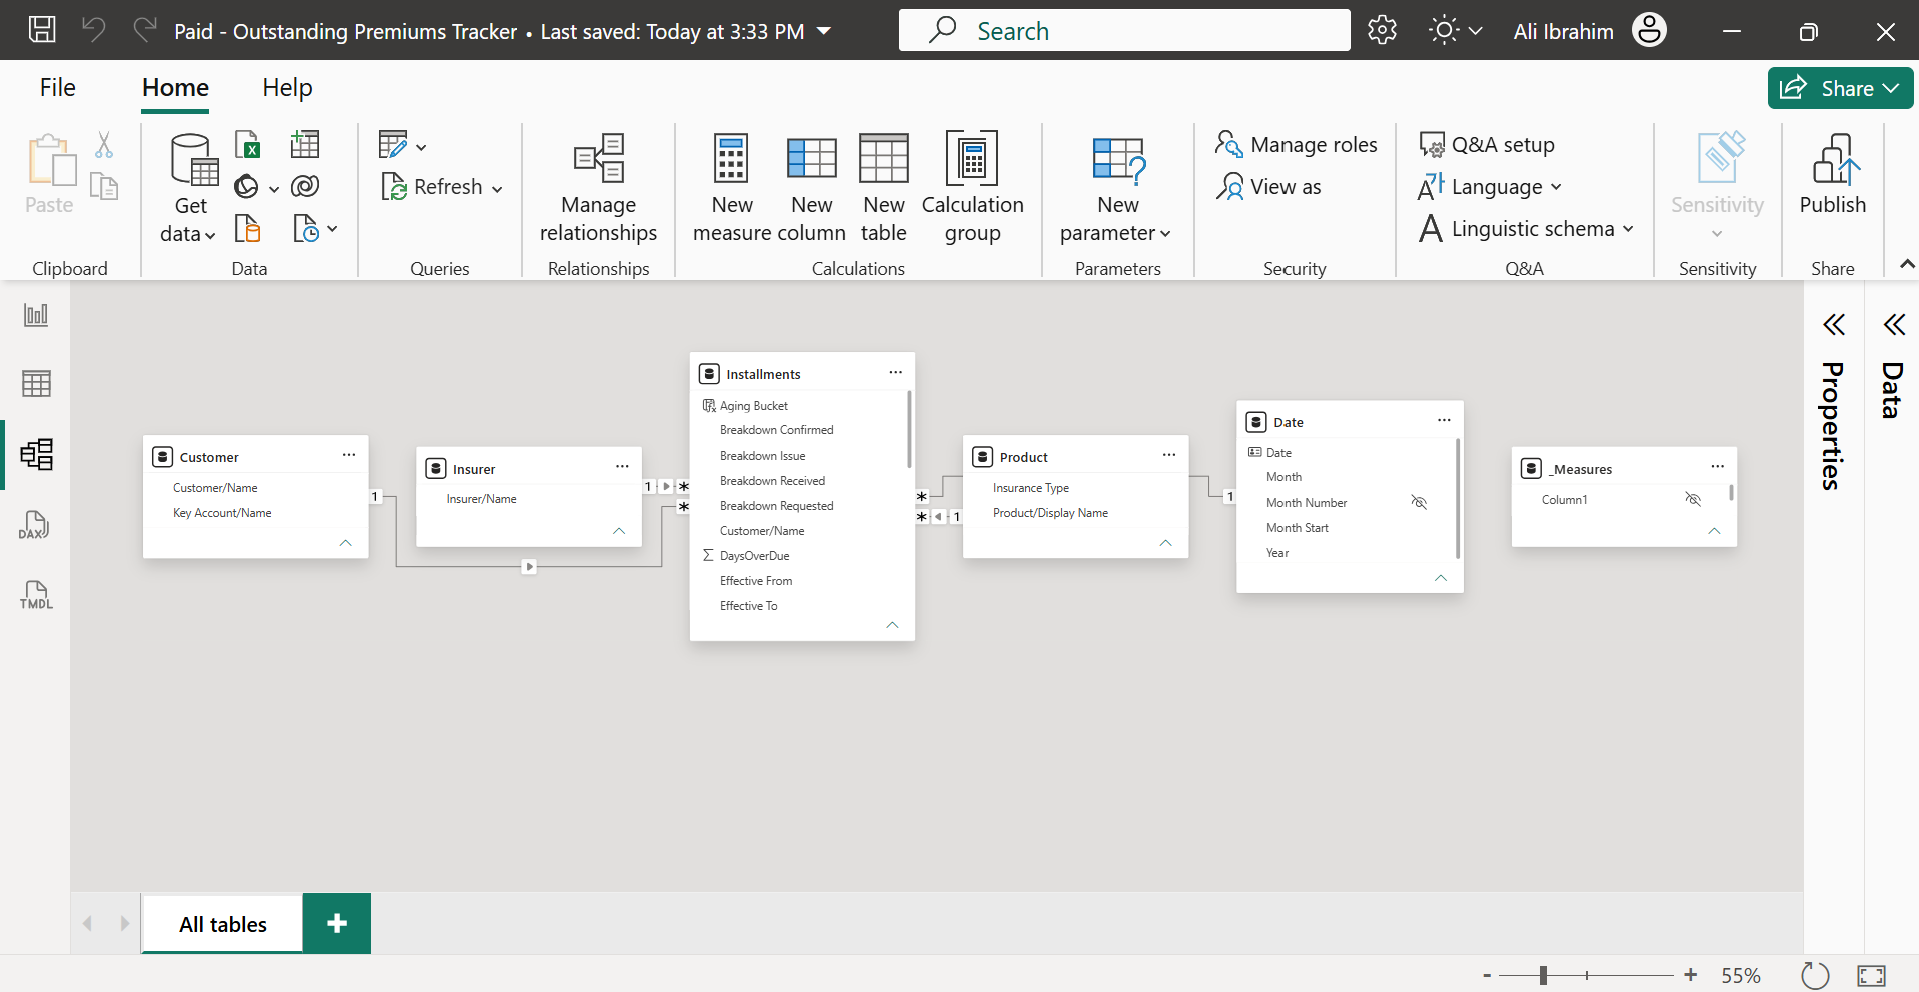 Paid - Outstanding Premiums Tracker • Last saved: Today at 3:33 PM
Search
Ali Ibrahim
File
Home
Help
Share
Paste
Get
data
Refresh
Manage
relationships
New
measure
New
column
New
table
Calculation
group
New
parameter
Manage roles
View as
Q&A setup
Language
Linguistic schema
Sensitivity
Publish
Clipboard
Data
Queries
Relationships
Calculations
Parameters
Security
Q&A
Sensitivity
Share
DAX
TMDL
Customer
Customer/Name
Key Account/Name
1
Insurer
Insurer/Name
1
*
*
Installments
Aging Bucket
Breakdown Confirmed
Breakdown Issue
Breakdown Received
Breakdown Requested
Customer/Name
DaysOverDue
Effective From
Effective To
*
*
1
Product
Insurance Type
Product/Display Name
1
Date
Date
Month
Month Number
Month Start
Year
_Measures
Column1
Properties
Data
All tables
+
- + 55%